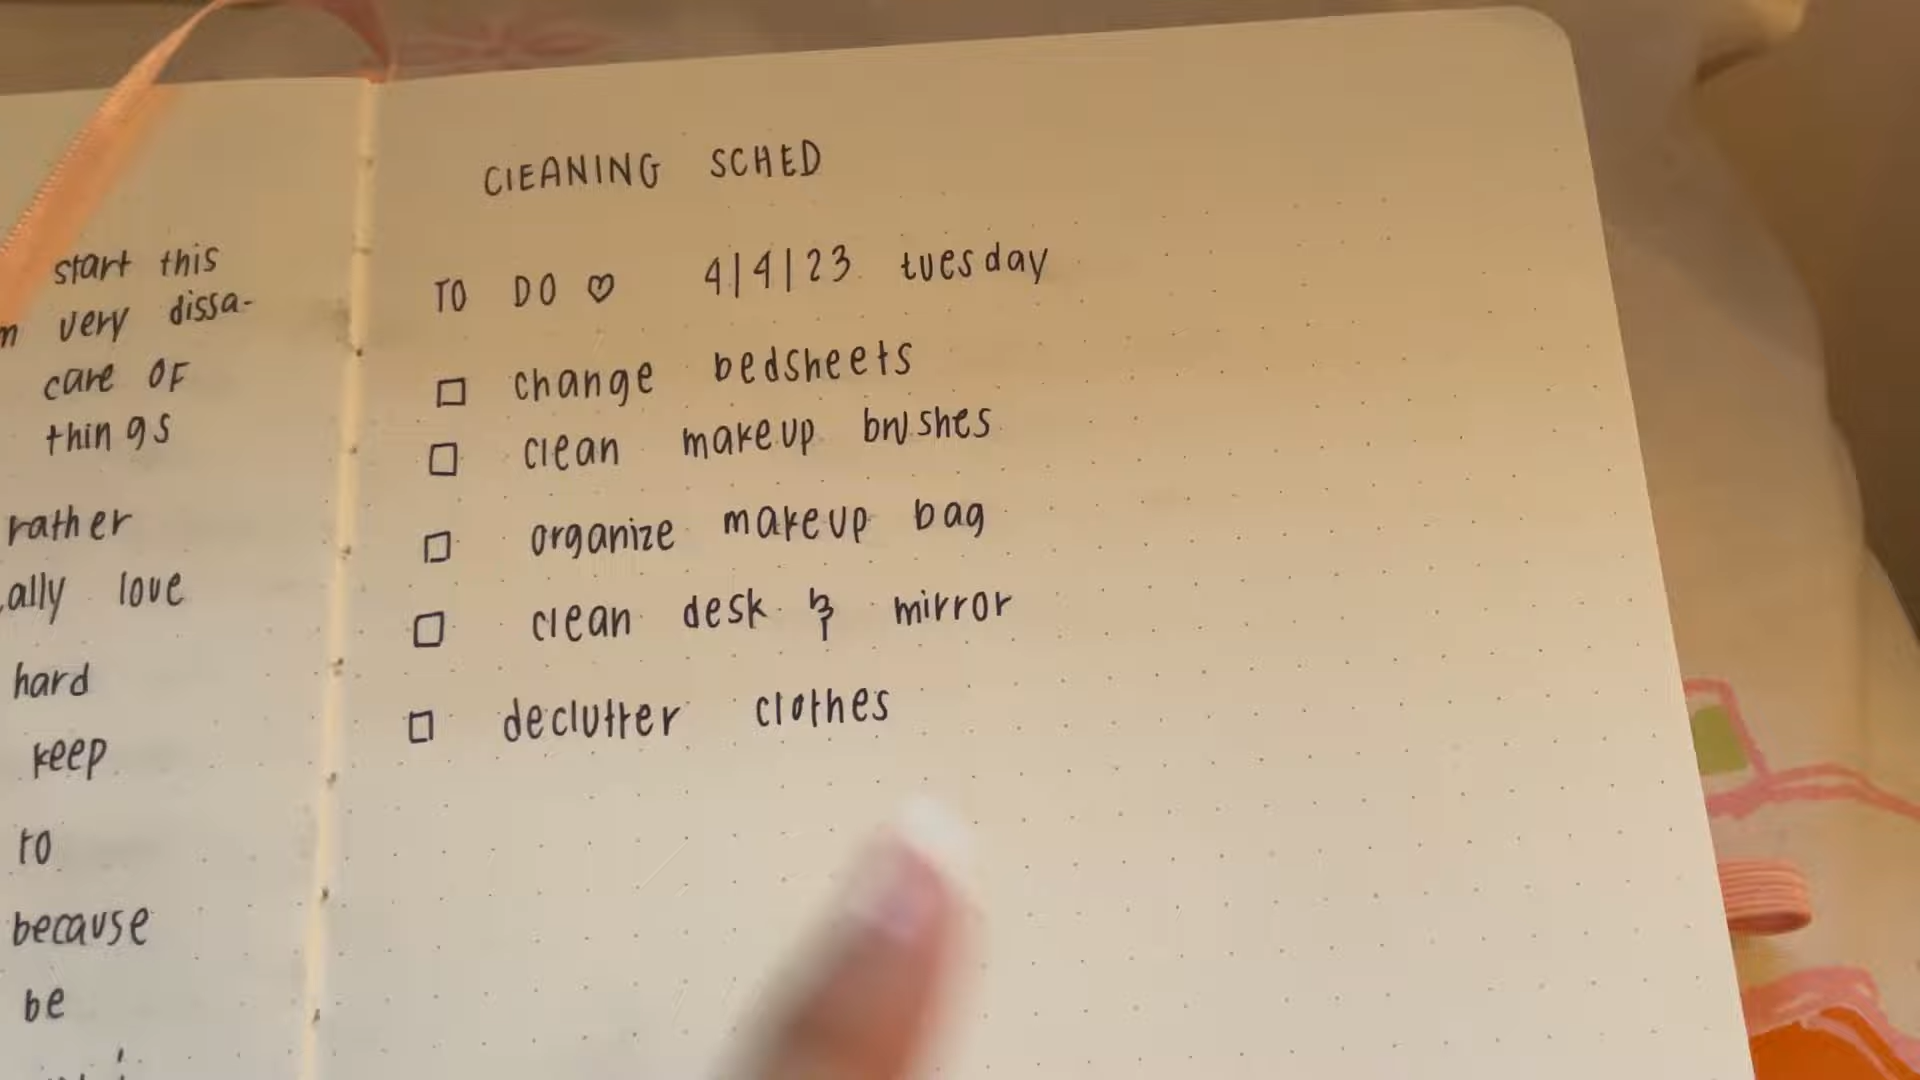 start this
very dissa-
care OF
things
rather
ally love
hard
keep
to
because
be
CLEANING SCHED
TO DO ♡ 4|4|23 tuesday
□ change bedsheets
□ clean makeup brushes
□ organize makeup bag
□ clean desk & mirror
□ declutter clothes